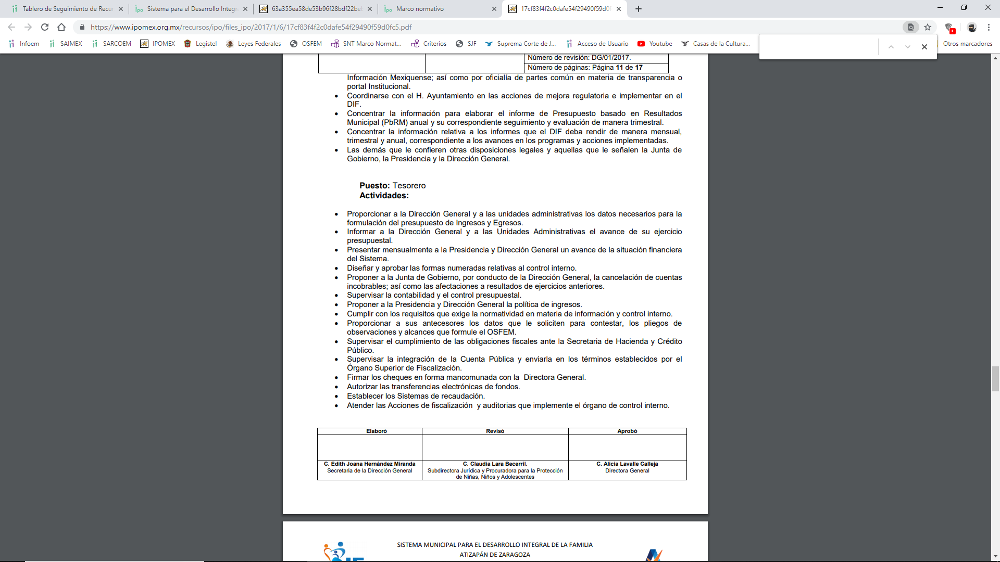 Tablero de Seguimiento de Recur
Sistema para el Desarrollo Integra
63a355ea58de53b96f28bdf22be
Marco normativo
17cf83f4f2c0dafe54f29490f59d0f
https://www.ipomex.org.mx/recursos/ipo/files_ipo/2017/1/6/17cf83f4f2c0dafe54f29490f59d0fc5.pdf
Infoem SAIMEX SARCOEM IPOMEX Legistel Leyes Federales OSFEM SNT Marco Normat... Criterios SJF Suprema Corte de J... Acceso de Usuario Youtube Casas de la Cultura... Otros marcadores
Número de revisión: DG/01/2017.
Número de páginas: Página 11 de 17
Información Mexiquense; así como por oficialía de partes común en materia de transparencia o
portal Institucional.
• Coordinarse con el H. Ayuntamiento en las acciones de mejora regulatoria e implementar en el
DIF.
• Concentrar la información para elaborar el informe de Presupuesto basado en Resultados
Municipal (PbRM) anual y su correspondiente seguimiento y evaluación de manera trimestral.
• Concentrar la información relativa a los informes que el DIF deba rendir de manera mensual,
trimestral y anual, correspondiente a los avances en los programas y acciones implementadas.
• Las demás que le confieren otras disposiciones legales y aquellas que le señalen la Junta de
Gobierno, la Presidencia y la Dirección General.
Puesto: Tesorero
Actividades:
• Proporcionar a la Dirección General y a las unidades administrativas los datos necesarios para la
formulación del presupuesto de Ingresos y Egresos.
• Informar a la Dirección General y a las Unidades Administrativas el avance de su ejercicio
presupuestal.
• Presentar mensualmente a la Presidencia y Dirección General un avance de la situación financiera
del Sistema.
• Diseñar y aprobar las formas numeradas relativas al control interno.
• Proponer a la Junta de Gobierno, por conducto de la Dirección General, la cancelación de cuentas
incobrables; así como las afectaciones a resultados de ejercicios anteriores.
• Supervisar la contabilidad y el control presupuestal.
• Proponer a la Presidencia y Dirección General la política de ingresos.
• Cumplir con los requisitos que exige la normatividad en materia de información y control interno.
• Proporcionar a sus antecesores los datos que le soliciten para contestar, los pliegos de
observaciones y alcances que formule el OSFEM.
• Supervisar el cumplimiento de las obligaciones fiscales ante la Secretaria de Hacienda y Crédito
Público.
• Supervisar la integración de la Cuenta Pública y enviarla en los términos establecidos por el
Órgano Superior de Fiscalización.
• Firmar los cheques en forma mancomunada con la Directora General.
• Autorizar las transferencias electrónicas de fondos.
• Establecer los Sistemas de recaudación.
• Atender las Acciones de fiscalización y auditorias que implemente el órgano de control interno.
Elaboró Revisó Aprobó
C. Edith Joana Hernández Miranda
Secretaria de la Dirección General
C. Claudia Lara Becerril.
Subdirectora Jurídica y Procuradora para la Protección
de Niñas, Niños y Adolescentes
C. Alicia Lavalle Calleja
Directora General
SISTEMA MUNICIPAL PARA EL DESARROLLO INTEGRAL DE LA FAMILIA
ATIZAPÁN DE ZARAGOZA